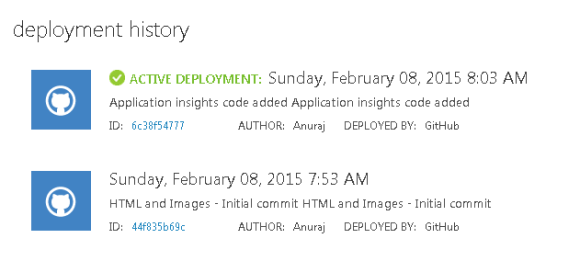 deployment history
ACTIVE DEPLOYMENT: Sunday, February 08, 2015 8:03 AM
Application insights code added Application insights code added
ID: 6c38f54777 AUTHOR: Anuraj DEPLOYED BY: GitHub
Sunday, February 08, 2015 7:53 AM
HTML and Images - Initial commit HTML and Images - Initial commit
ID: 44f835b69c AUTHOR: Anuraj DEPLOYED BY: GitHub